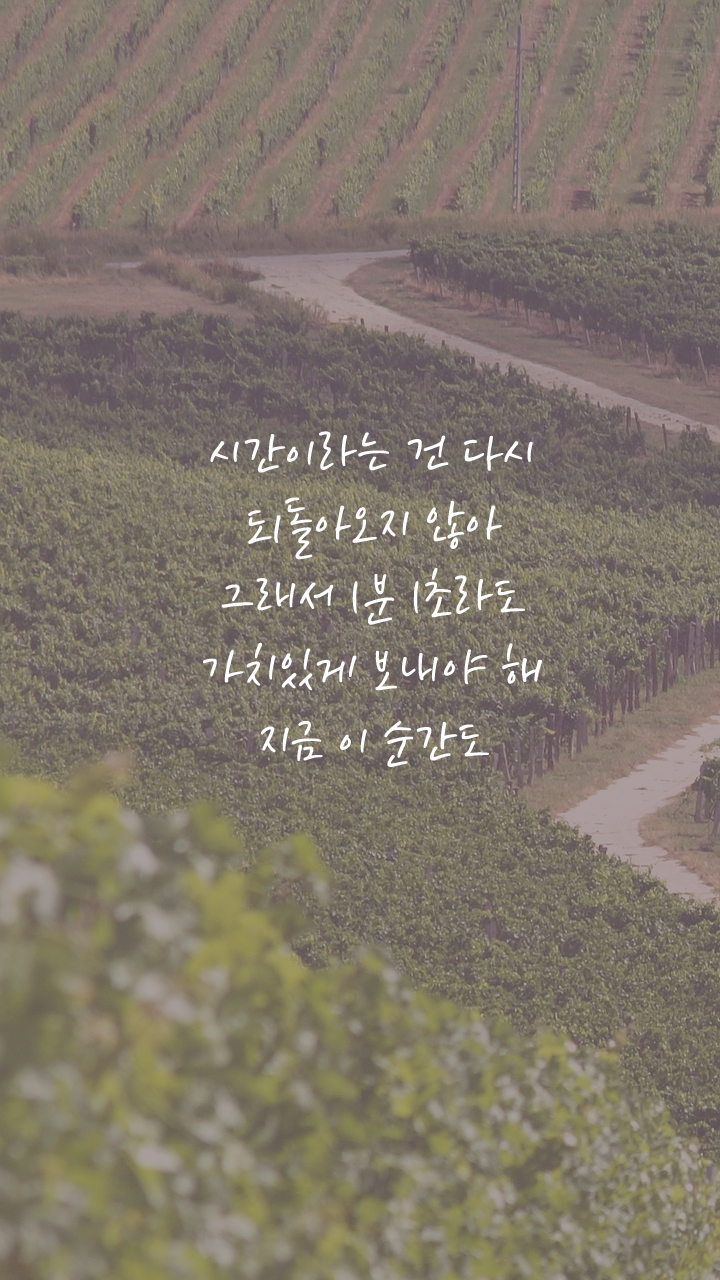 시간이라는 건 다시
되돌아오지 않아
그래서 1분 1초라도
가치있게 보내야 해
지금 이 순간도